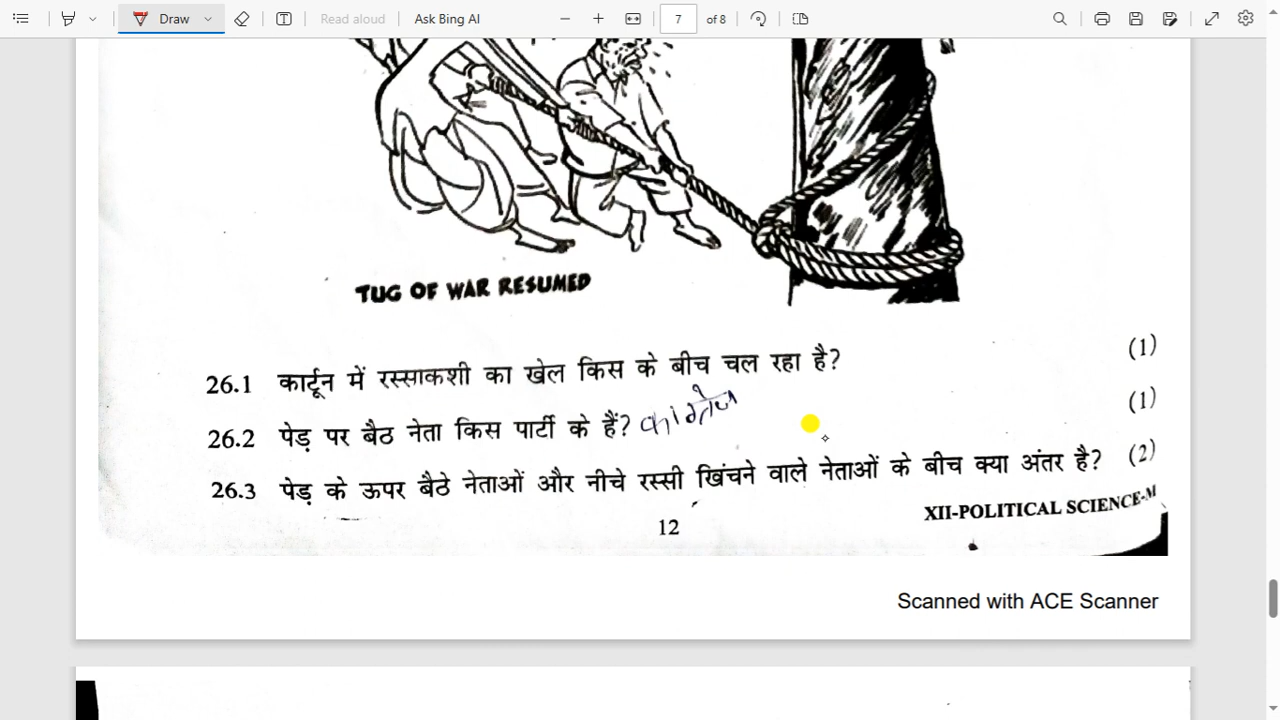 Draw
Read aloud
Ask Bing AI
7
of 8
TUG OF WAR RESUMED
26.1 कार्टून में रस्साकशी का खेल किस के बीच चल रहा है? (1)
26.2 पेड़ पर बैठ नेता किस पार्टी के हैं? (1)
26.3 पेड़ के ऊपर बैठे नेताओं और नीचे रस्सी खिंचने वाले नेताओं के बीच क्या अंतर है? (2)
12
XII-POLITICAL SCIENCE-M
Scanned with ACE Scanner